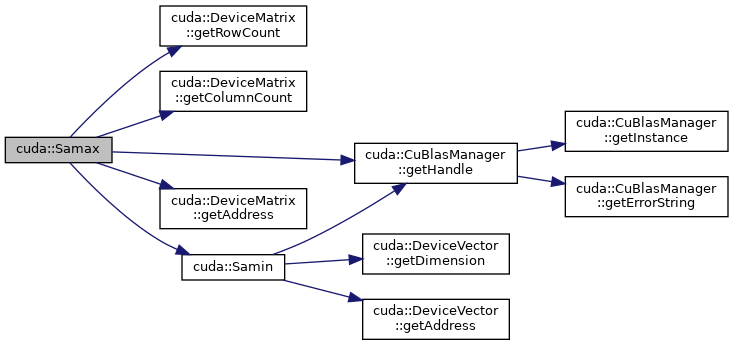 cuda::DeviceMatrix
::getRowCount
cuda::DeviceMatrix
::getColumnCount
cuda::Samax
cuda::CuBlasManager
::getHandle
cuda::CuBlasManager
::getInstance
cuda::CuBlasManager
::getErrorString
cuda::DeviceMatrix
::getAddress
cuda::Samin
cuda::DeviceVector
::getDimension
cuda::DeviceVector
::getAddress